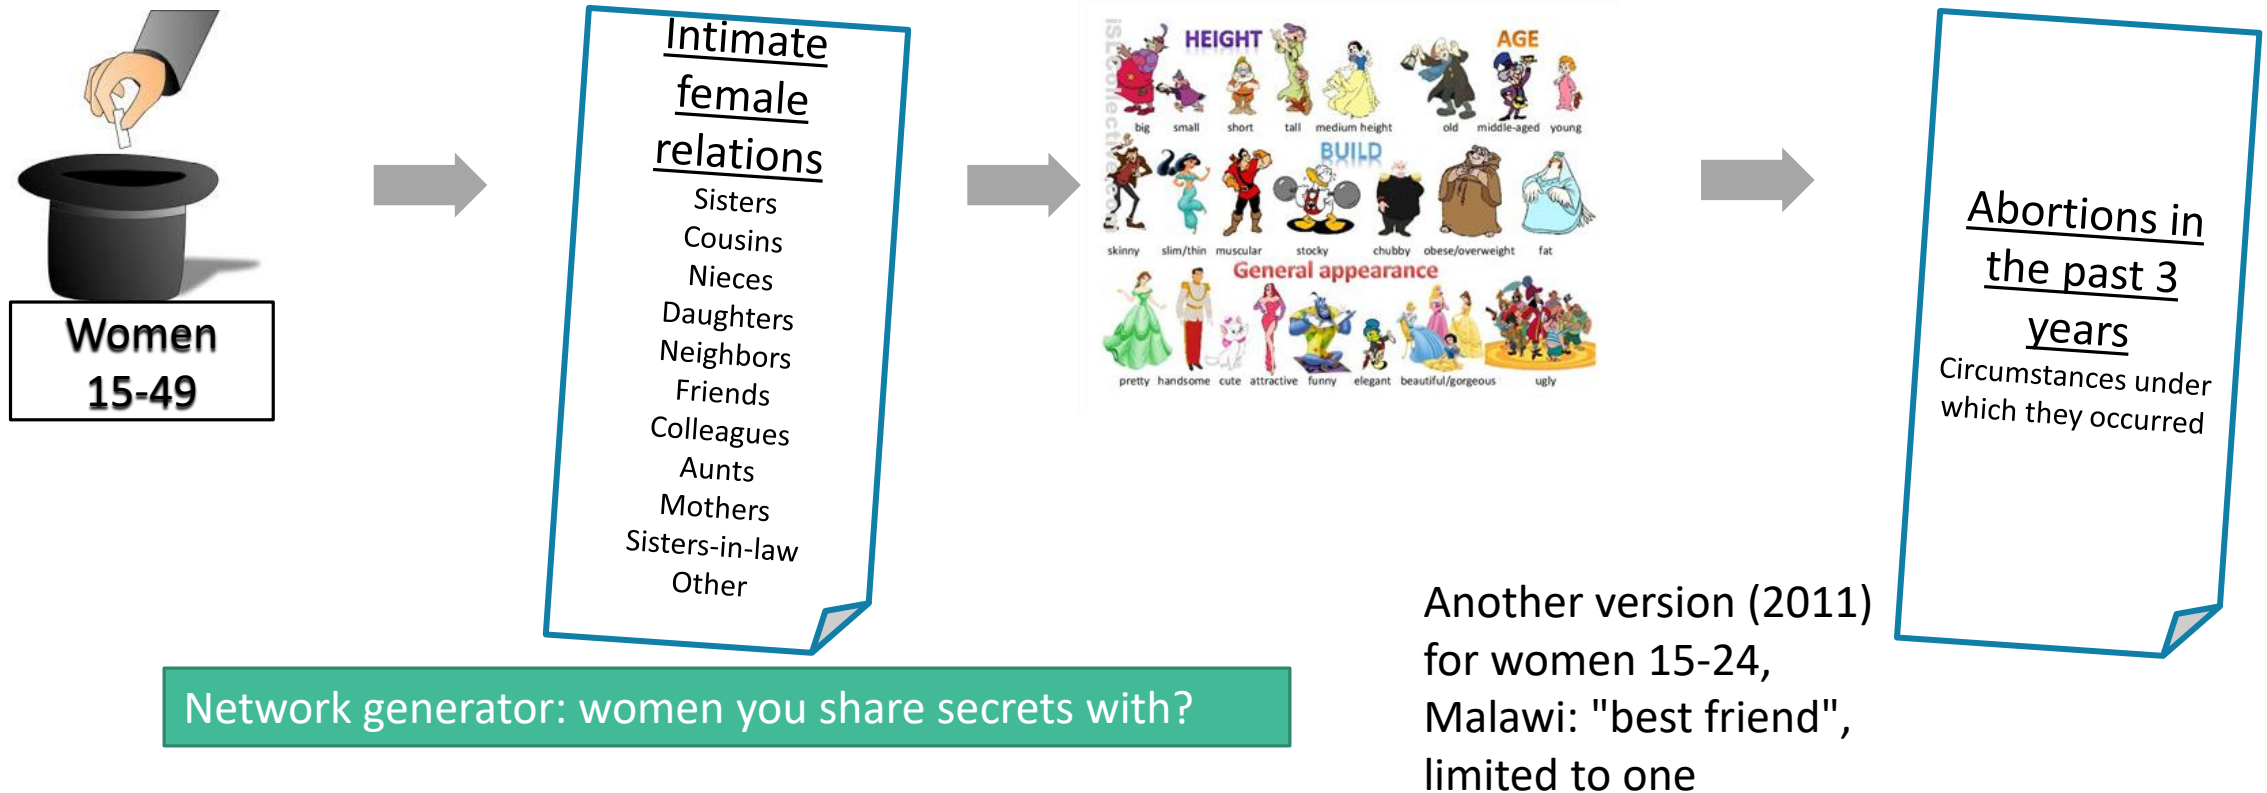 Women
15-49
Intimate
female
relations
Sisters
Cousins
Nieces
Daughters
Neighbors
Friends
Colleagues
Aunts
Mothers
Sisters-in-law
Other
iSLCollective.com
HEIGHT
AGE
big small short tall medium height old middle-aged young
BUILD
skinny slim/thin muscular stocky chubby obese/overweight fat
General appearance
pretty handsome cute attractive funny elegant beautiful/gorgeous ugly
Abortions in
the past 3
years
Circumstances under
which they occurred
Network generator: women you share secrets with?
Another version (2011)
for women 15-24,
Malawi: "best friend",
limited to one